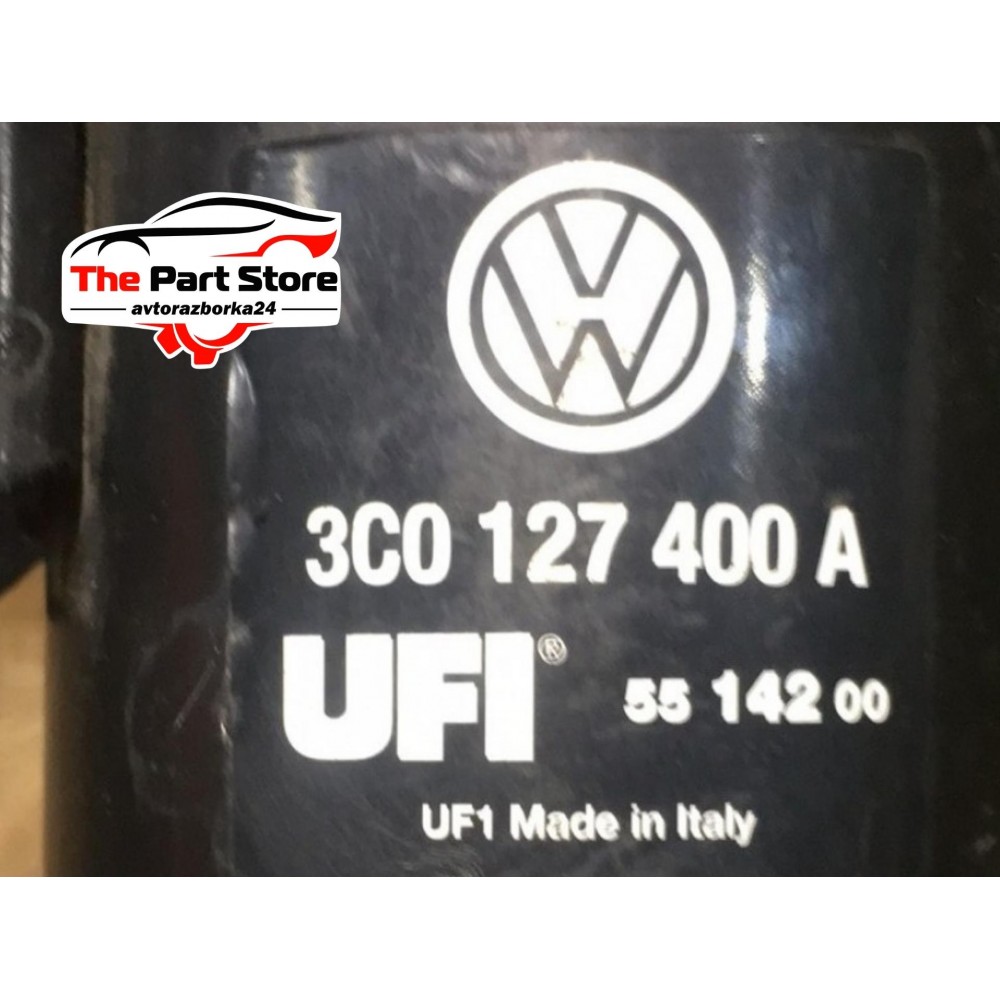 The Part Store
avtorazborka24
3C0 127 400 A
UFI®
55 142 00
UF1 Made in Italy